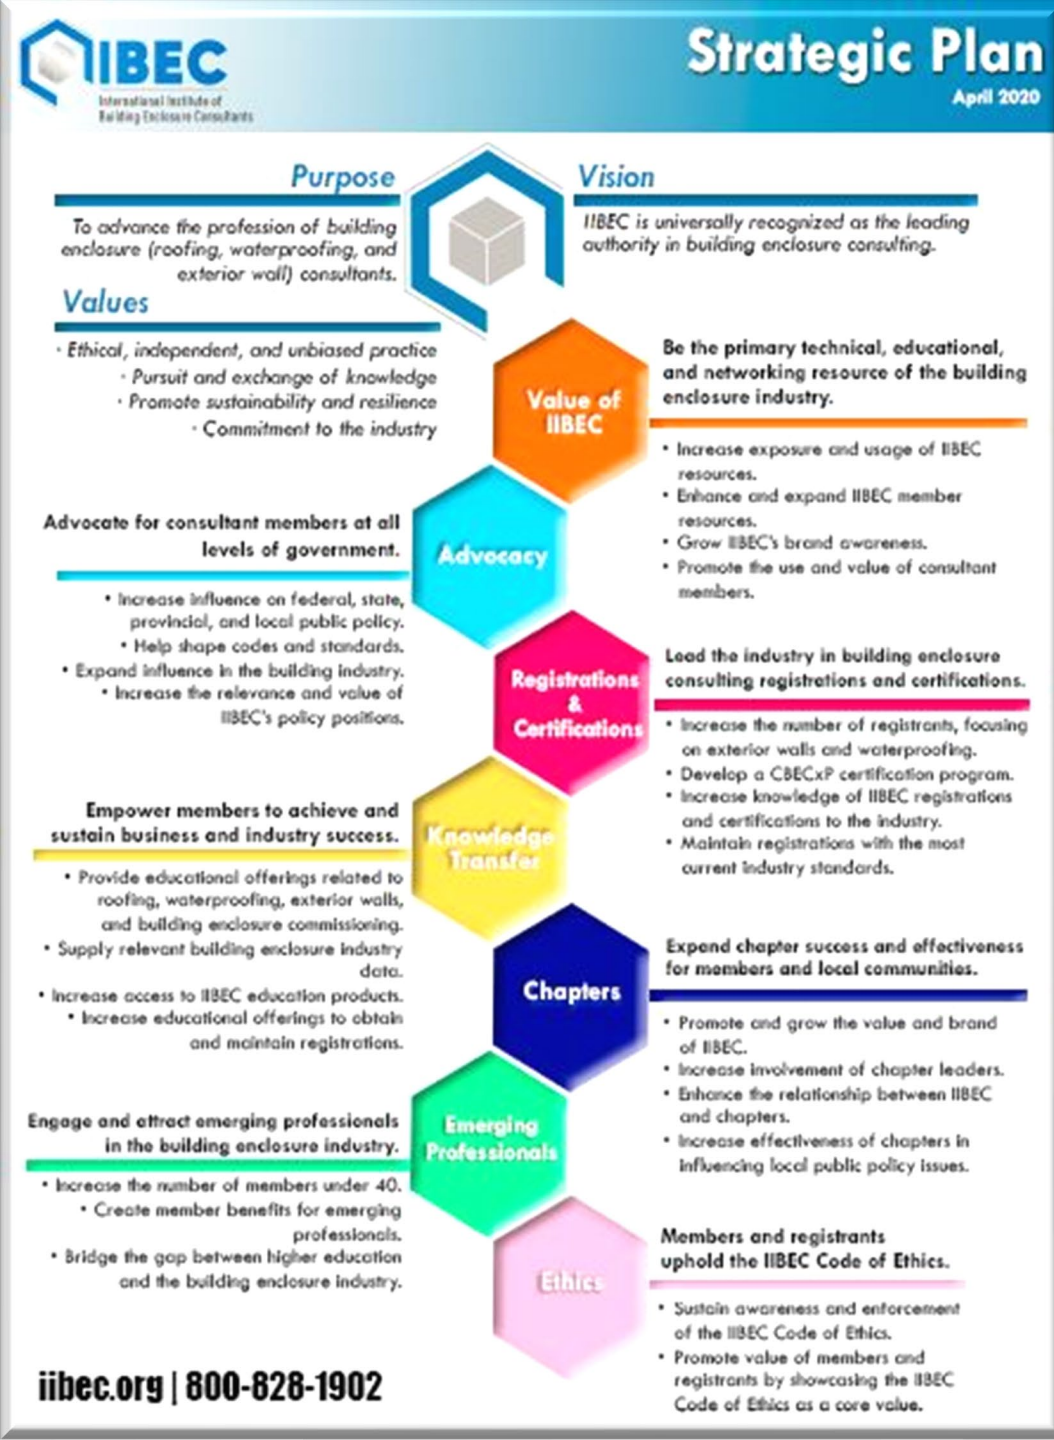 IIBEC
International Institute of
Building Enclosure Consultants
Strategic Plan
April 2020
Purpose
To advance the profession of building
enclosure (roofing, waterproofing, and
exterior wall) consultants.
Vision
IIBEC is universally recognized as the leading
authority in building enclosure consulting.
Values
· Ethical, independent, and unbiased practice
· Pursuit and exchange of knowledge
· Promote sustainability and resilience
· Commitment to the industry
Value of
IIBEC
Be the primary technical, educational,
and networking resource of the building
enclosure industry.
• Increase exposure and usage of IIBEC
resources.
• Enhance and expand IIBEC member
resources.
• Grow IIBEC's brand awareness.
• Promote the use and value of consultant
members.
Advocate for consultant members at all
levels of government.
Advocacy
• Increase influence on federal, state,
provincial, and local public policy.
• Help shape codes and standards.
• Expand influence in the building industry.
• Increase the relevance and value of
IIBEC's policy positions.
Registrations
&
Certifications
Lead the industry in building enclosure
consulting registrations and certifications.
• Increase the number of registrants, focusing
on exterior walls and waterproofing.
• Develop a CBECxP certification program.
• Increase knowledge of IIBEC registrations
and certifications to the industry.
• Maintain registrations with the most
current industry standards.
Empower members to achieve and
sustain business and industry success.
Knowledge
Transfer
• Provide educational offerings related to
roofing, waterproofing, exterior walls,
and building enclosure commissioning.
• Supply relevant building enclosure industry
data.
• Increase access to IIBEC education products.
• Increase educational offerings to obtain
and maintain registrations.
Chapters
Expand chapter success and effectiveness
for members and local communities.
• Promote and grow the value and brand
of IIBEC.
• Increase involvement of chapter leaders.
• Enhance the relationship between IIBEC
and chapters.
• Increase effectiveness of chapters in
influencing local public policy issues.
Engage and attract emerging professionals
in the building enclosure industry.
Emerging
Professionals
• Increase the number of members under 40.
• Create member benefits for emerging
professionals.
• Bridge the gap between higher education
and the building enclosure industry.
Ethics
Members and registrants
uphold the IIBEC Code of Ethics.
• Sustain awareness and enforcement
of the IIBEC Code of Ethics.
• Promote value of members and
registrants by showcasing the IIBEC
Code of Ethics as a core value.
iibec.org | 800-828-1902